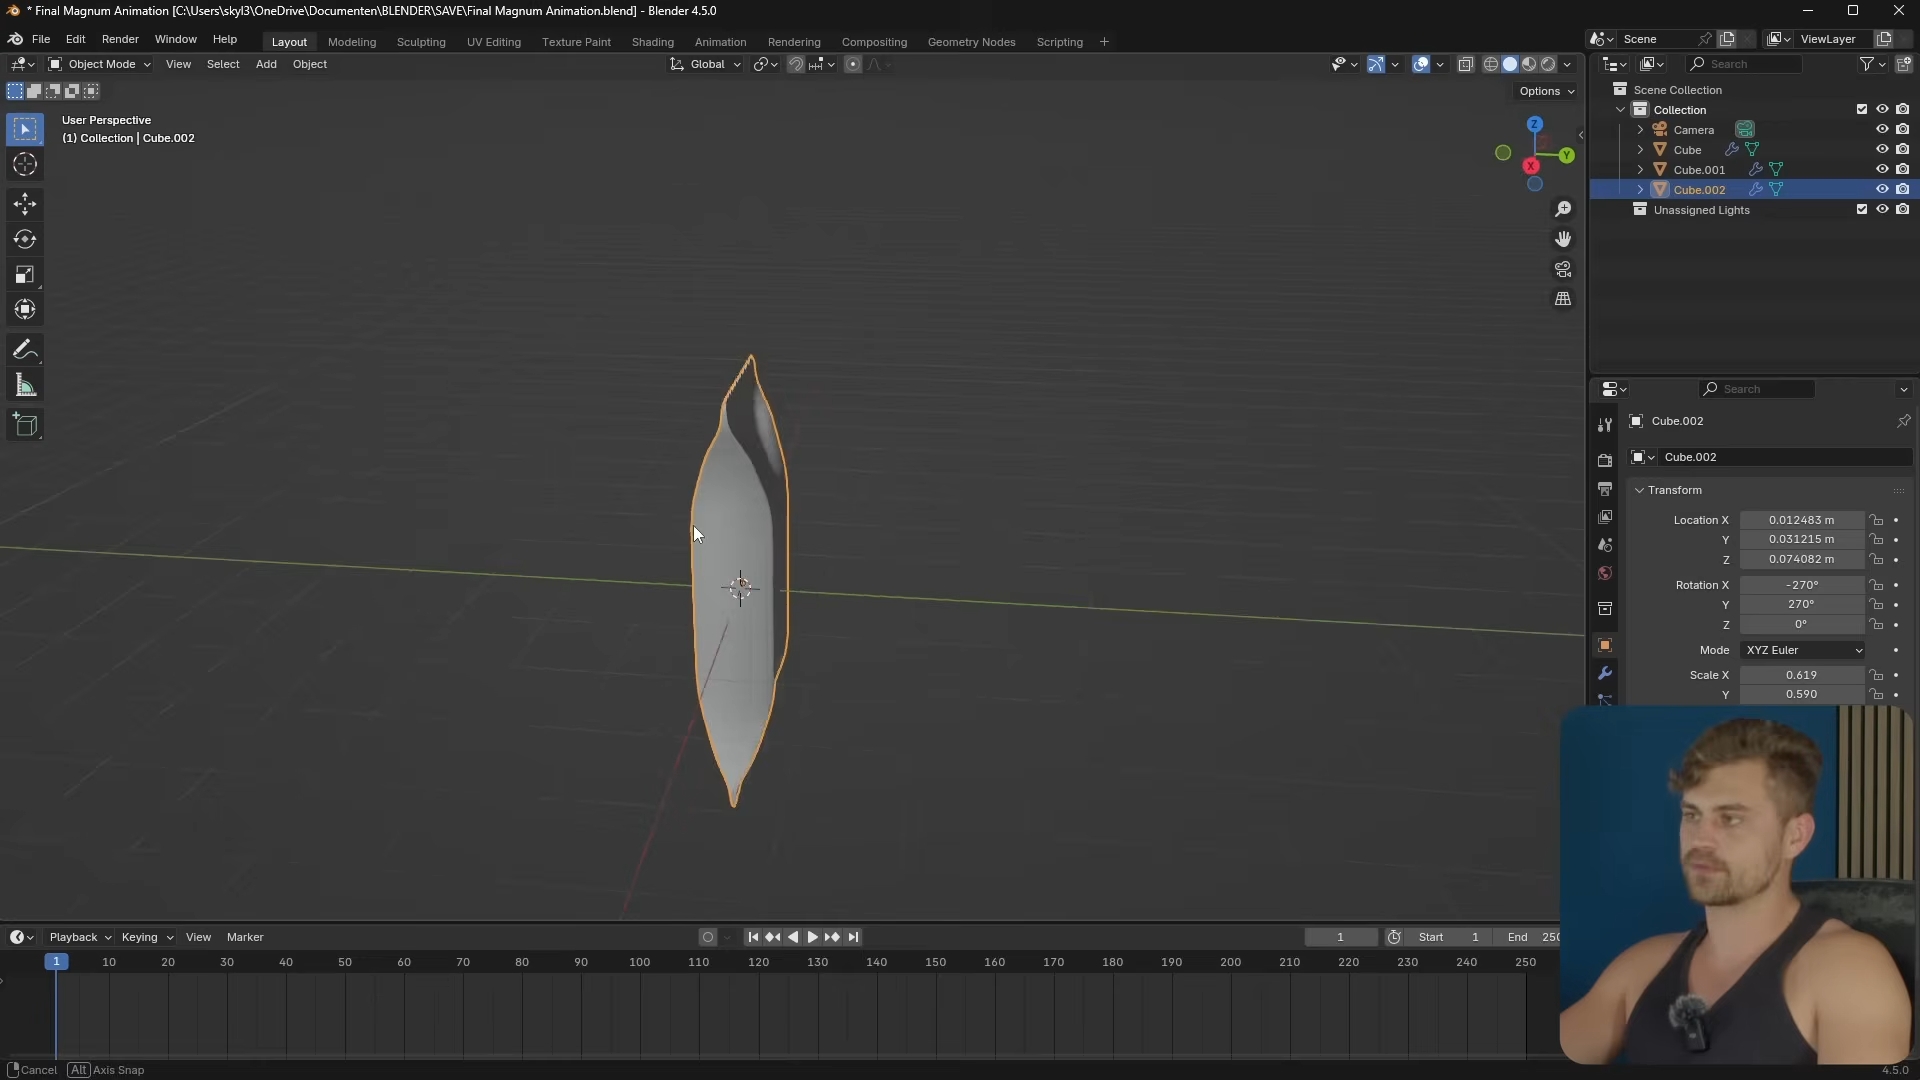 * Final Magnum Animation [C:\Users\skyl3\OneDrive\Documenten\BLENDER\SAVE\Final Magnum Animation.blend] - Blender 4.5.0
File Edit Render Window Help Layout Modeling Sculpting UV Editing Texture Paint Shading Animation Rendering Compositing Geometry Nodes Scripting + Scene ViewLayer
Object Mode View Select Add Object Global Search
Options
User Perspective
(1) Collection | Cube.002
Z
Y
X
Scene Collection
Collection
Camera
Cube
Cube.001
Cube.002
Unassigned Lights
Search
Cube.002
Cube.002
Transform
Location X 0.012483 m
Y 0.031215 m
Z 0.074082 m
Rotation X -270°
Y 270°
Z 0°
Mode XYZ Euler
Scale X 0.619
Y 0.590
Playback Keying View Marker 1 Start 1 End 250
1 10 20 30 40 50 60 70 80 90 100 110 120 130 140 150 160 170 180 190 200 210 220 230 240 250
Cancel Alt Axis Snap 4.5.0